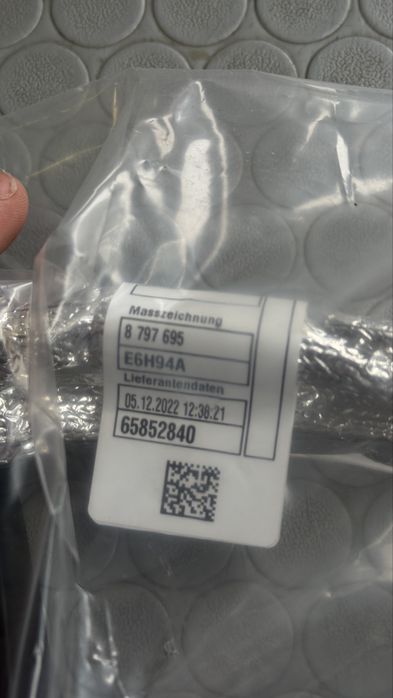 Masszeichnung
8 797 695
E6H94A
Lieferantendaten
05.12.2022 12:38:21
65852840